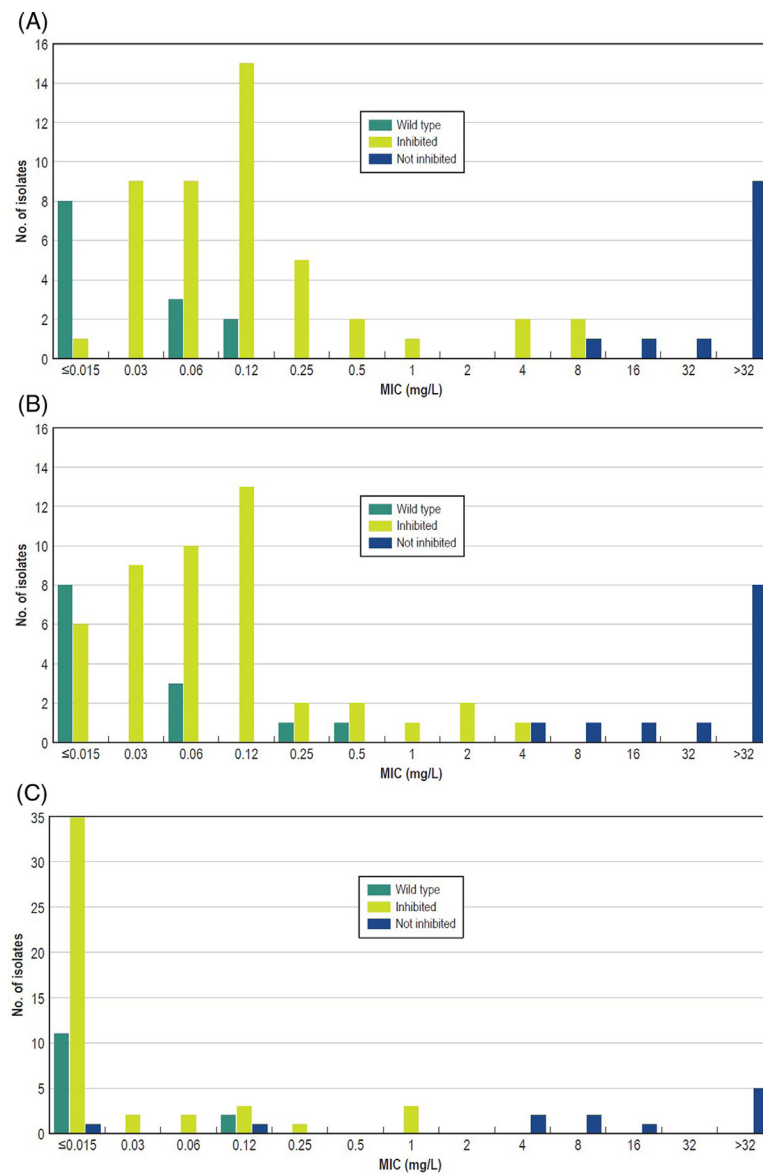 (A)
16
14
12
10
8
6
4
2
0
No. of isolates
Wild type
Inhibited
Not inhibited
≤0.015 0.03 0.06 0.12 0.25 0.5 1 2 4 8 16 32 >32
MIC (mg/L)
(B)
16
14
12
10
8
6
4
2
0
No. of isolates
Wild type
Inhibited
Not inhibited
≤0.015 0.03 0.06 0.12 0.25 0.5 1 2 4 8 16 32 >32
MIC (mg/L)
(C)
35
30
25
20
15
10
5
0
No. of isolates
Wild type
Inhibited
Not inhibited
≤0.015 0.03 0.06 0.12 0.25 0.5 1 2 4 8 16 32 >32
MIC (mg/L)